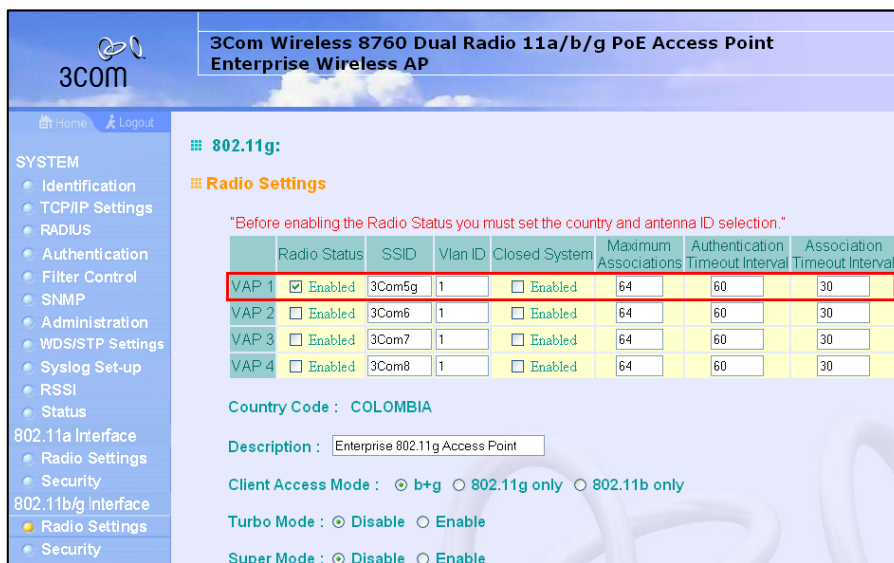 3Com Wireless 8760 Dual Radio 11a/b/g PoE Access Point
Enterprise Wireless AP
3COM
Home Logout
SYSTEM
Identification
TCP/IP Settings
RADIUS
Authentication
Filter Control
SNMP
Administration
WDS/STP Settings
Syslog Set-up
RSSI
Status
802.11a Interface
Radio Settings
Security
802.11b/g Interface
Radio Settings
Security
802.11g:
Radio Settings
"Before enabling the Radio Status you must set the country and antenna ID selection."
Radio Status SSID Vlan ID Closed System Maximum Associations Authentication Timeout Interval Association Timeout Interval
VAP 1 Enabled 3Com5g 1 Enabled 64 60 30
VAP 2 Enabled 3Com6 1 Enabled 64 60 30
VAP 3 Enabled 3Com7 1 Enabled 64 60 30
VAP 4 Enabled 3Com8 1 Enabled 64 60 30
Country Code : COLOMBIA
Description : Enterprise 802.11g Access Point
Client Access Mode : b+g 802.11g only 802.11b only
Turbo Mode : Disable Enable
Super Mode : Disable Enable